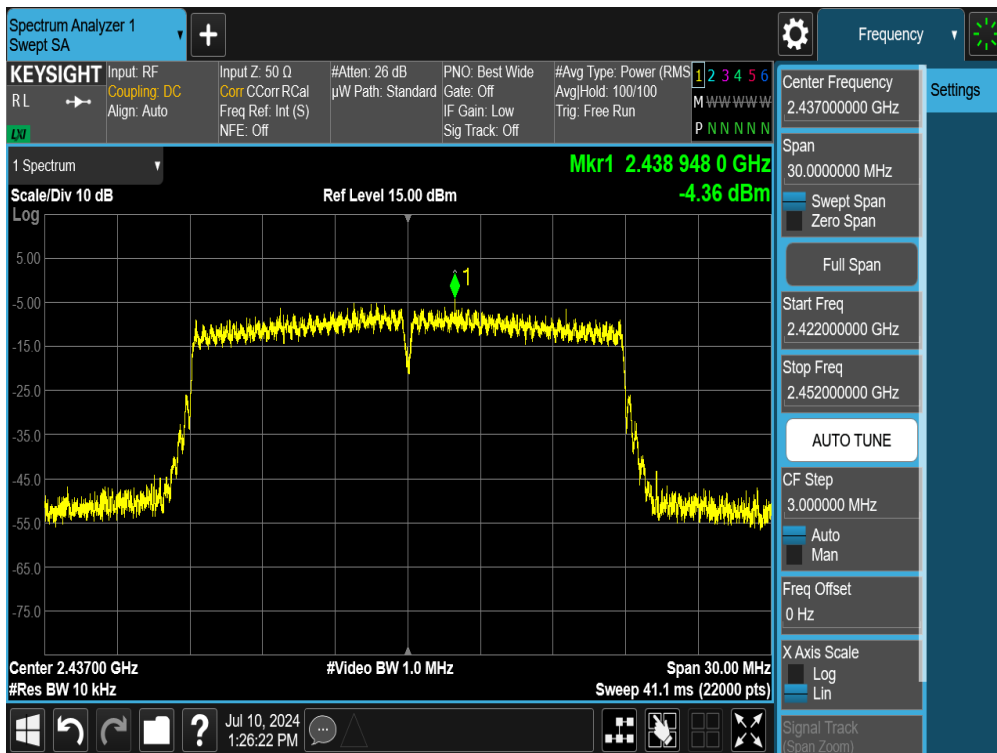 Spectrum Analyzer 1
Swept SA
+
Frequency
KEYSIGHT
R L
LXI
Input: RF
Coupling: DC
Align: Auto
Input Z: 50 Ω
Corr CCorr RCal
Freq Ref: Int (S)
NFE: Off
#Atten: 26 dB
µW Path: Standard
PNO: Best Wide
Gate: Off
IF Gain: Low
Sig Track: Off
#Avg Type: Power (RMS
Avg|Hold: 100/100
Trig: Free Run
1 2 3 4 5 6
M W W W W W
P N N N N N
1 Spectrum
Mkr1 2.438 948 0 GHz
Scale/Div 10 dB
Ref Level 15.00 dBm
-4.36 dBm
Log
5.00
-5.00
-15.0
-25.0
-35.0
-45.0
-55.0
-65.0
-75.0
1
Center 2.43700 GHz
#Video BW 1.0 MHz
Span 30.00 MHz
#Res BW 10 kHz
Sweep 41.1 ms (22000 pts)
Center Frequency
2.437000000 GHz
Settings
Span
30.0000000 MHz
Swept Span
Zero Span
Full Span
Start Freq
2.422000000 GHz
Stop Freq
2.452000000 GHz
AUTO TUNE
CF Step
3.000000 MHz
Auto
Man
Freq Offset
0 Hz
X Axis Scale
Log
Lin
Signal Track
(Span Zoom)
?
Jul 10, 2024
1:26:22 PM